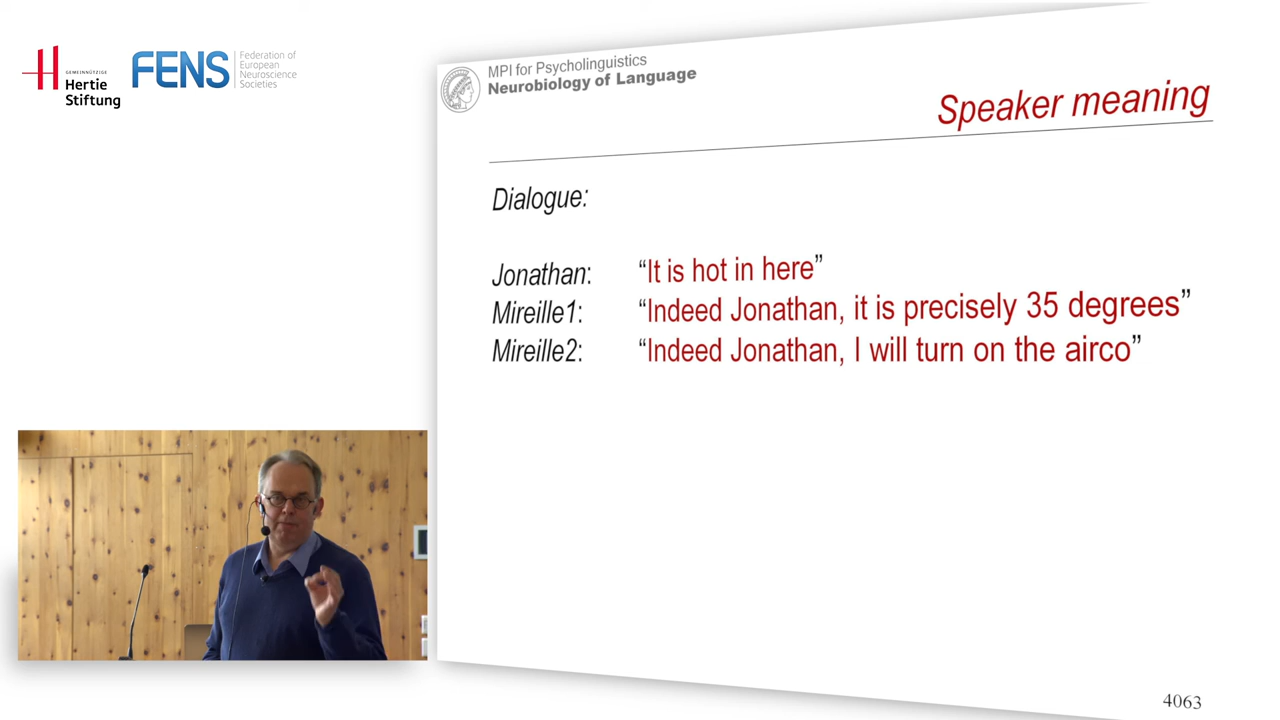 GEMEINNÜTZIGE
Hertie
Stiftung
FENS
Federation of
European
Neuroscience
Societies
MPI for Psycholinguistics
Neurobiology of Language
Speaker meaning
Dialogue:
Jonathan: “It is hot in here”
Mireille1: “Indeed Jonathan, it is precisely 35 degrees”
Mireille2: “Indeed Jonathan, I will turn on the airco”
4063